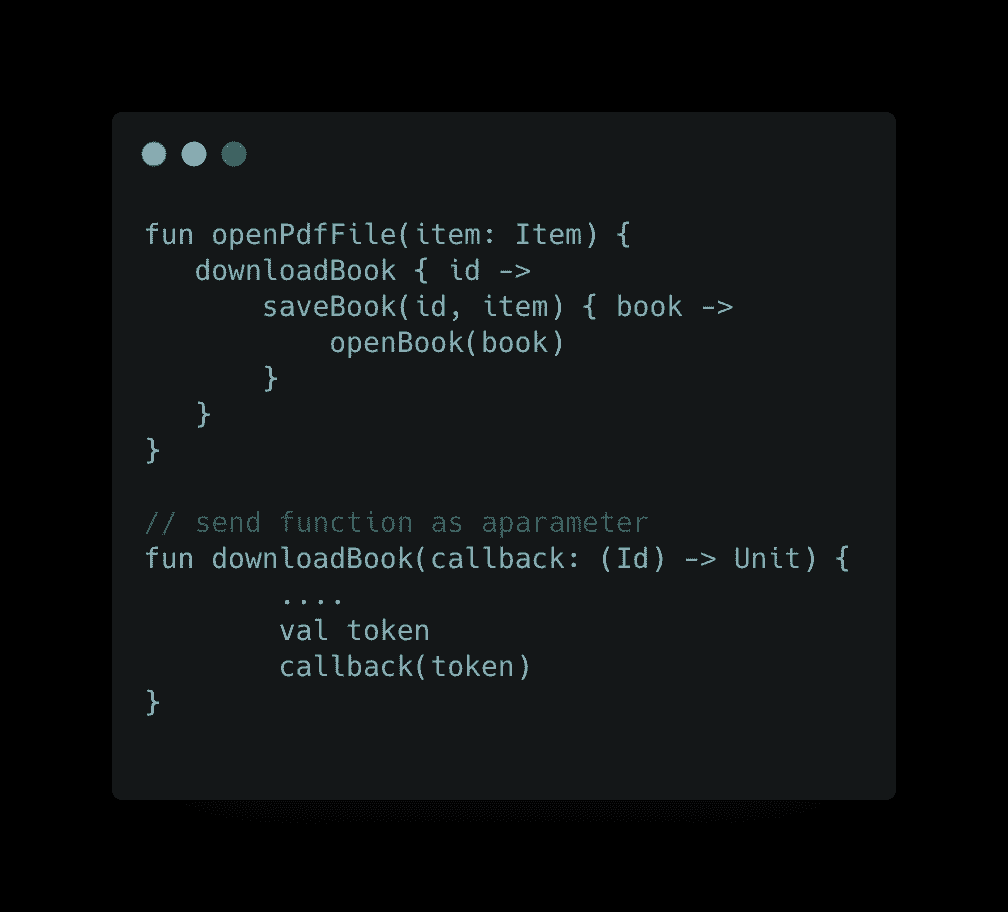 fun openPdfFile(item: Item) {
downloadBook { id ->
saveBook(id, item) { book ->
openBook(book)
}
}
}
// send function as aparameter
fun downloadBook(callback: (Id) -> Unit) {
....
val token
callback(token)
}